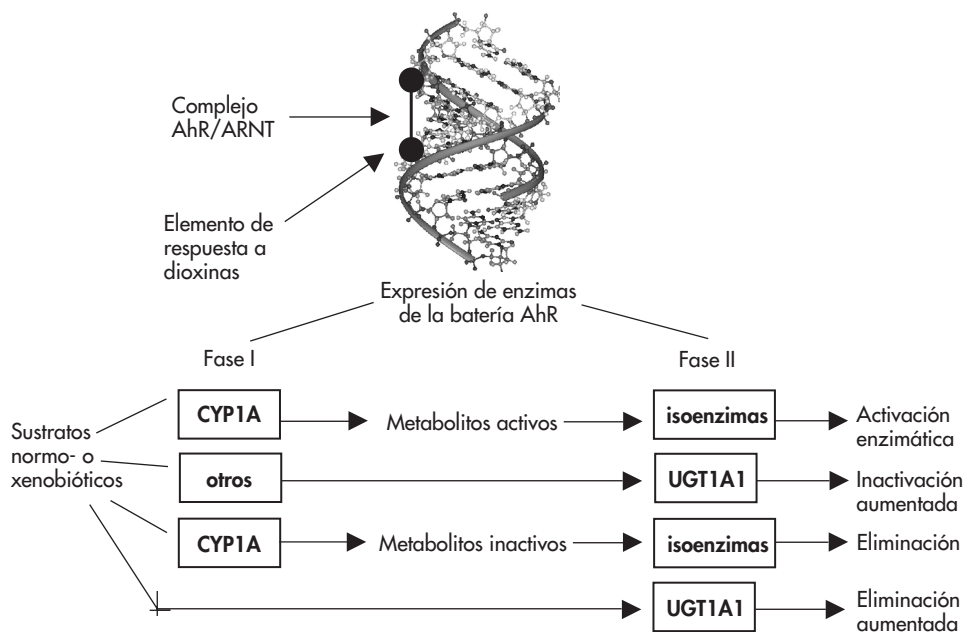 Complejo
AhR/ARNT
Elemento de
respuesta a
dioxinas
Expresión de enzimas
de la batería AhR
Fase I
Fase II
Sustratos
normo- o
xenobióticos
CYP1A
Metabolitos activos
isoenzimas
Activación
enzimática
otros
UGT1A1
Inactivación
aumentada
CYP1A
Metabolitos inactivos
isoenzimas
Eliminación
UGT1A1
Eliminación
aumentada